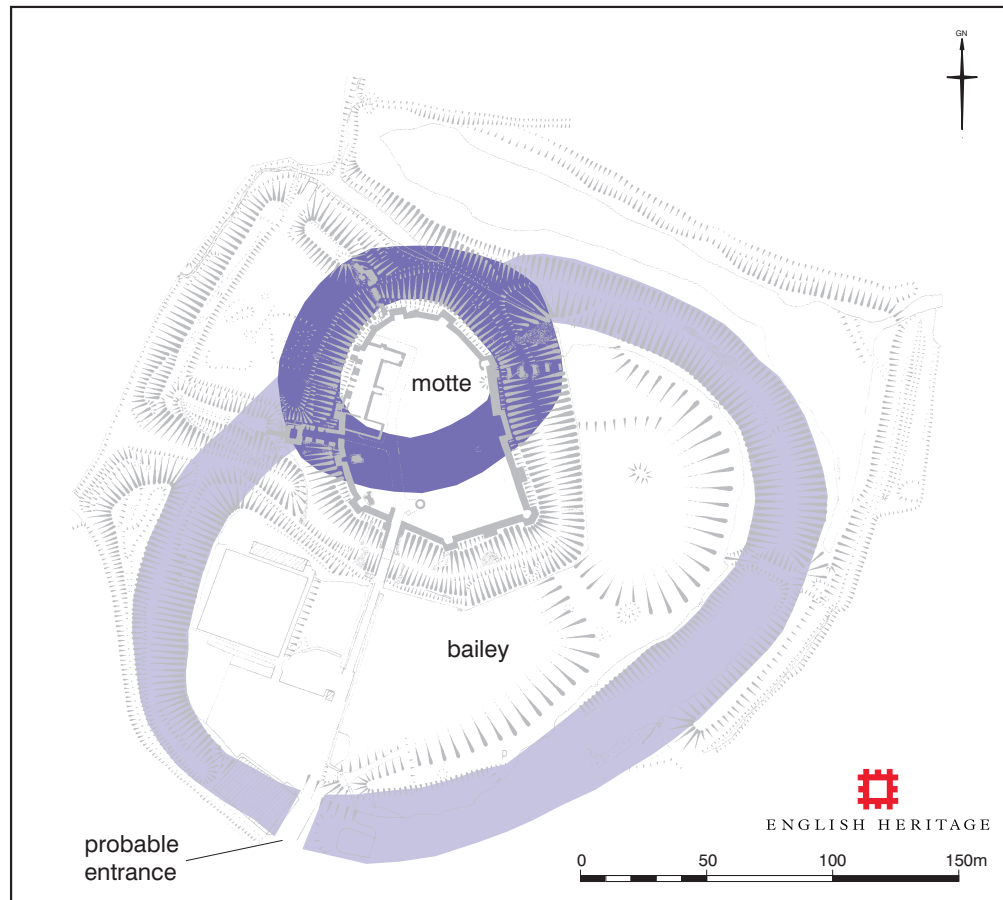 GN
motte
bailey
probable
entrance
ENGLISH HERITAGE
0 50 100 150m